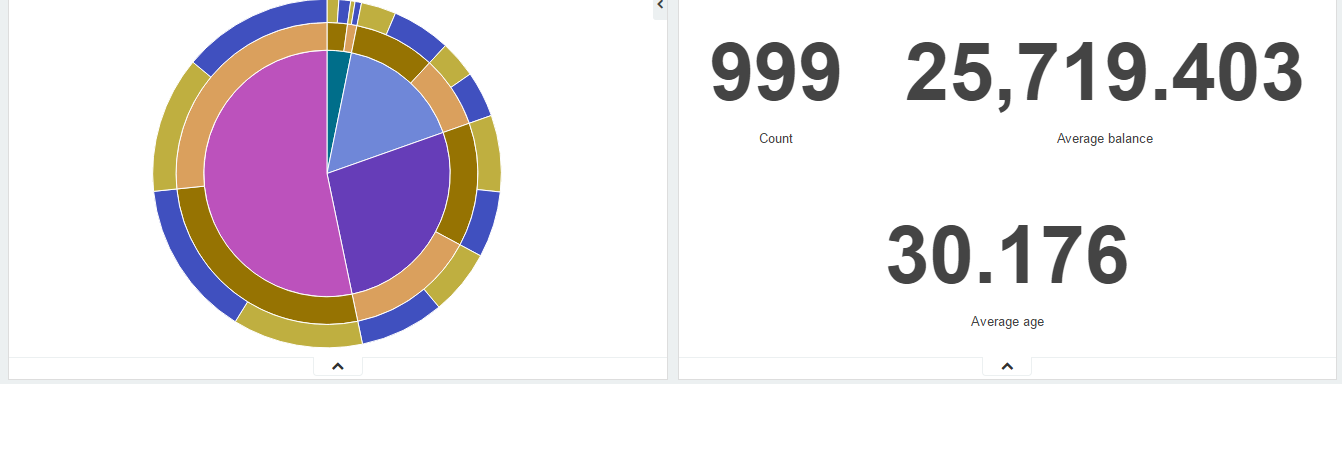 999 25,719.403
Count Average balance
30.176
Average age